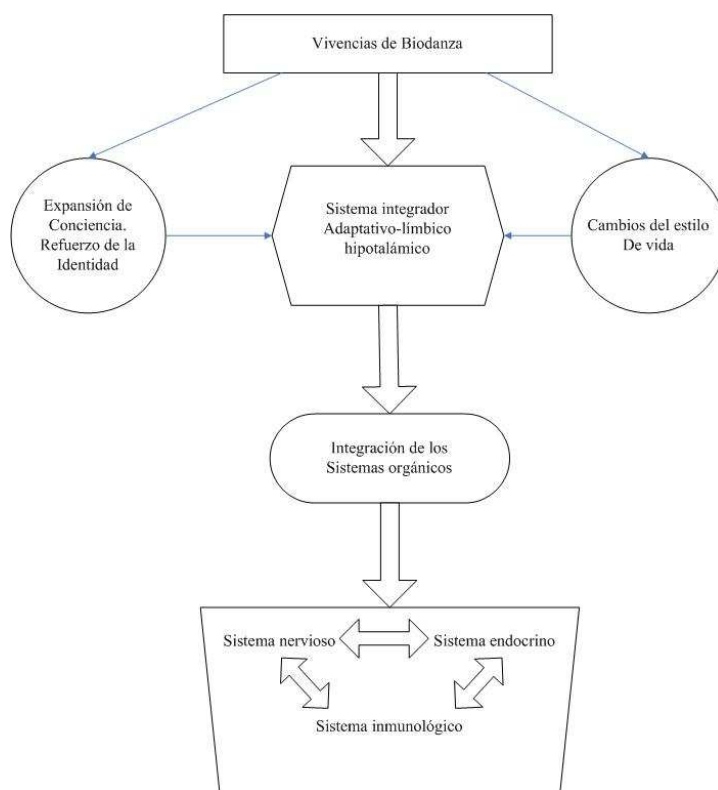 Vivencias de Biodanza
Expansión de
Conciencia.
Refuerzo de la
Identidad
Sistema integrador
Adaptativo-límbico
hipotalámico
Cambios del estilo
De vida
Integración de los
Sistemas orgánicos
Sistema nervioso
Sistema endocrino
Sistema inmunológico